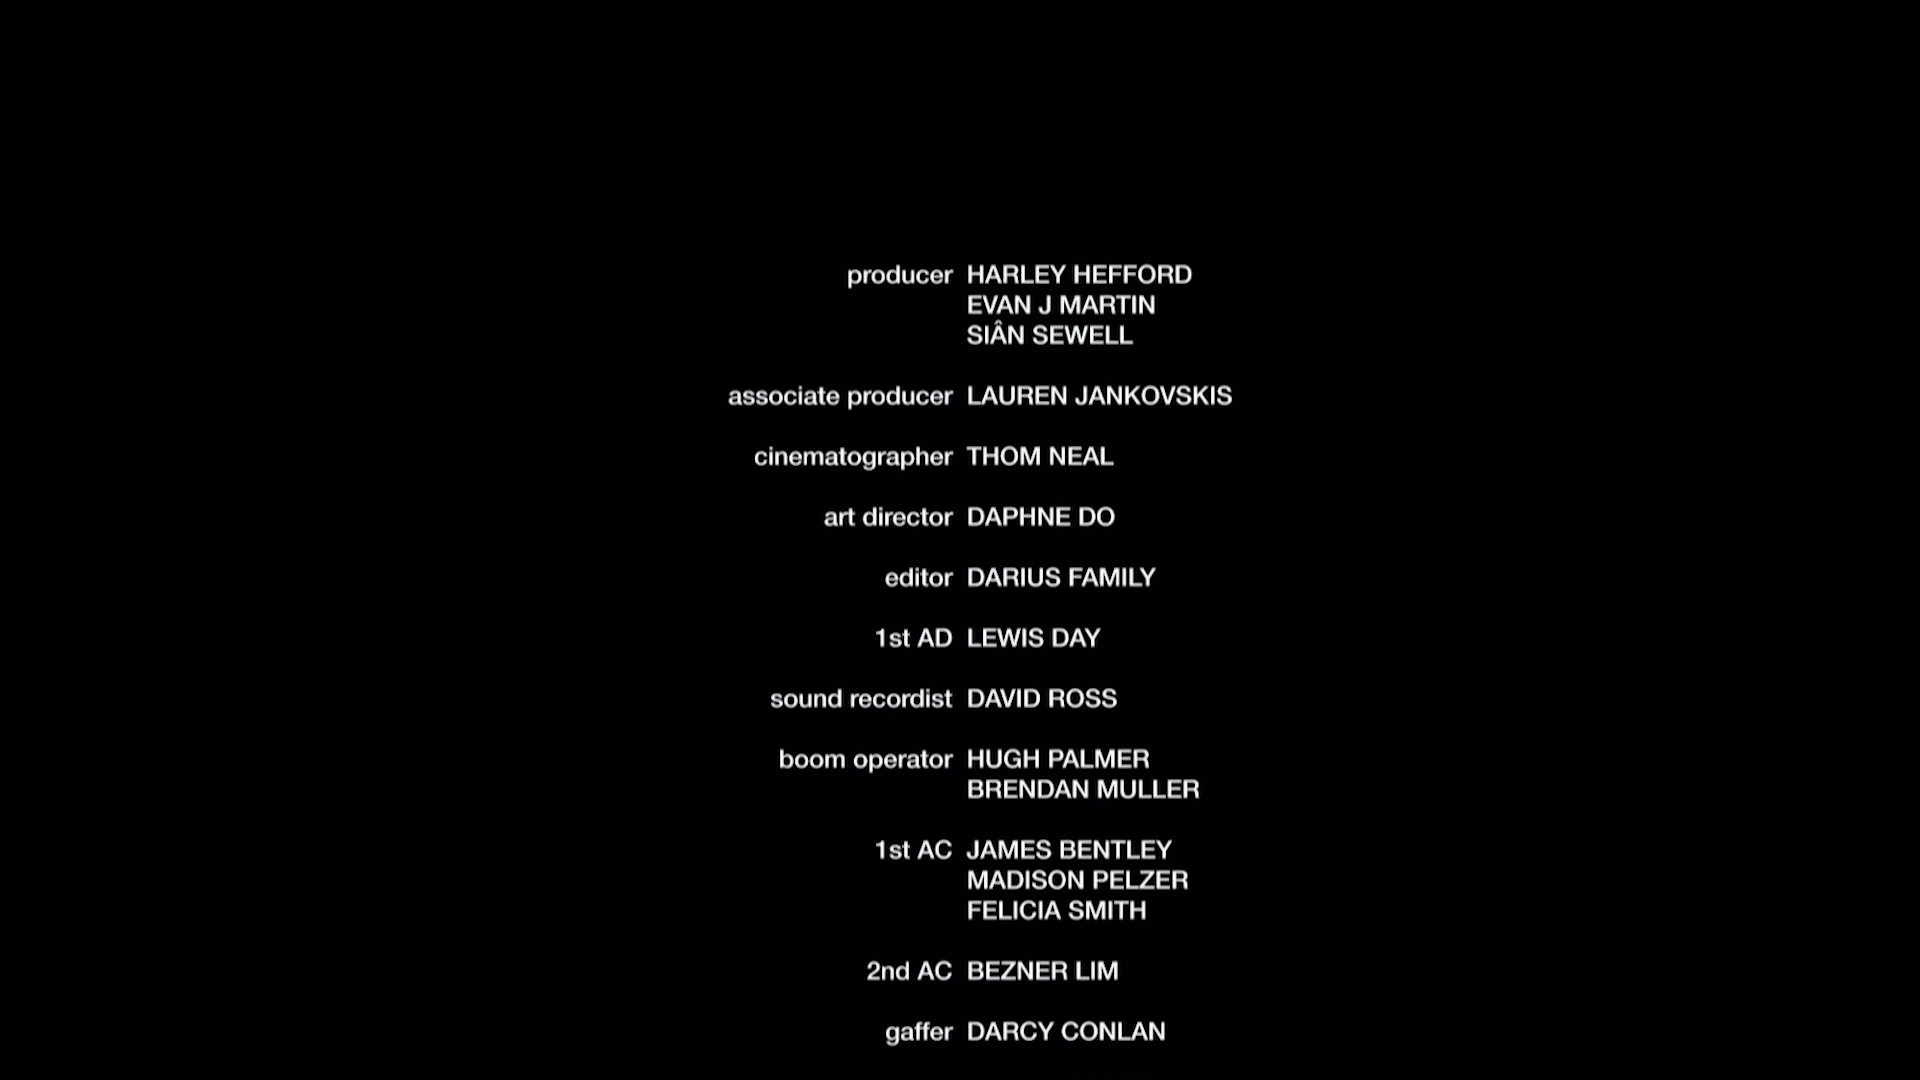 producer HARLEY HEFFORD
EVAN J MARTIN
SIÂN SEWELL
associate producer LAUREN JANKOVSKIS
cinematographer THOM NEAL
art director DAPHNE DO
editor DARIUS FAMILY
1st AD LEWIS DAY
sound recordist DAVID ROSS
boom operator HUGH PALMER
BRENDAN MULLER
1st AC JAMES BENTLEY
MADISON PELZER
FELICIA SMITH
2nd AC BEZNER LIM
gaffer DARCY CONLAN